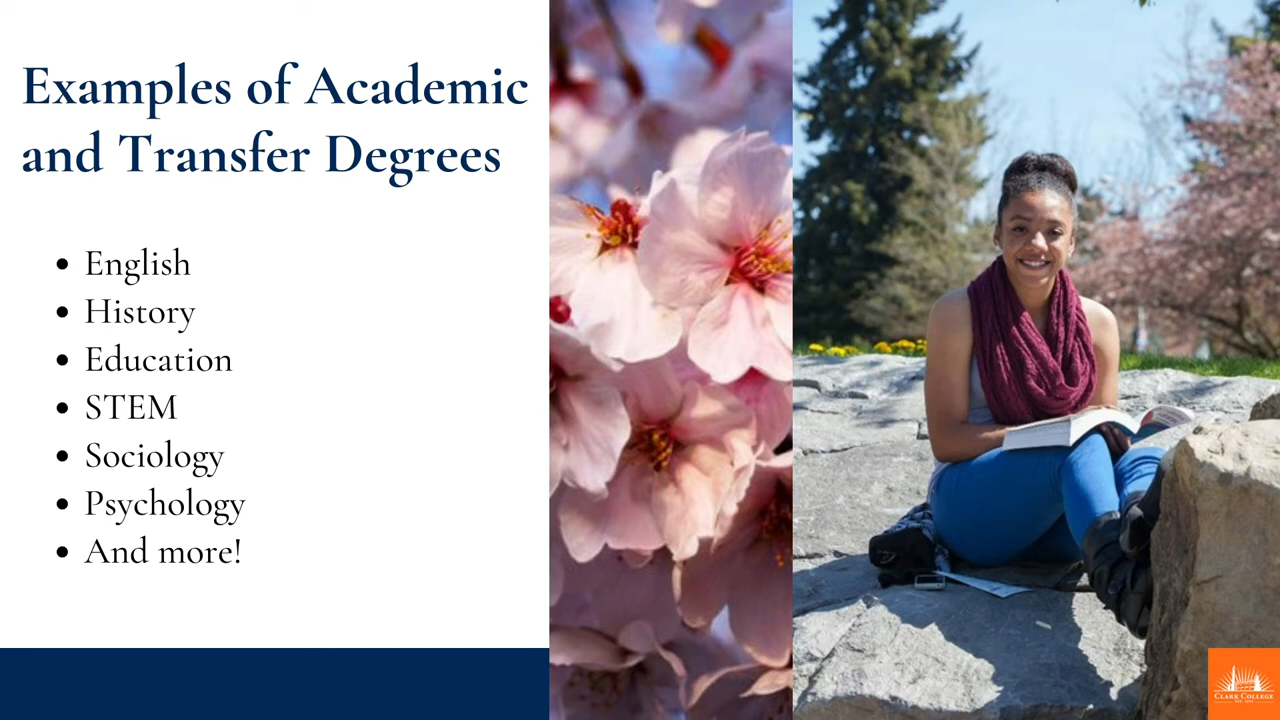 Examples of Academic
and Transfer Degrees
English
History
Education
STEM
Sociology
Psychology
And more!
CLARK COLLEGE